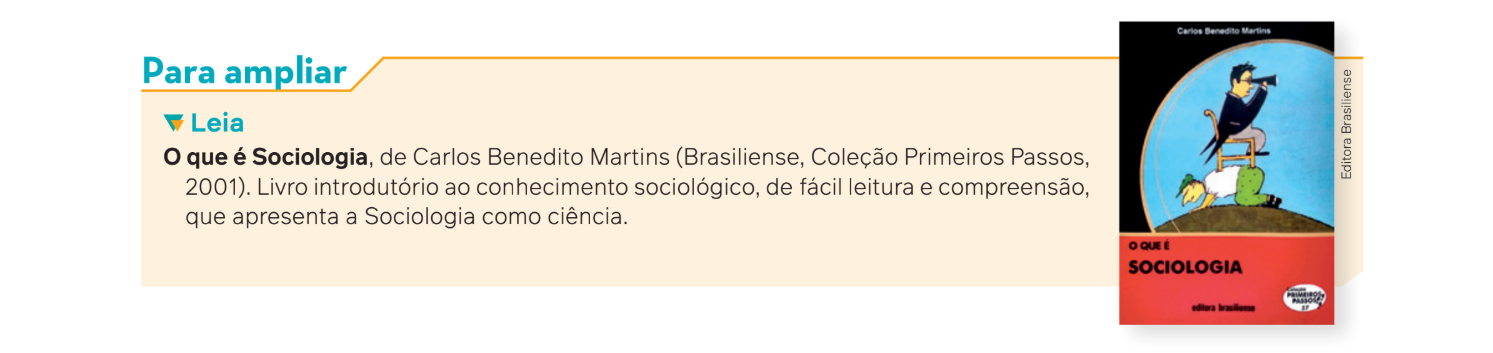 Para ampliar
Leia
O que é Sociologia, de Carlos Benedito Martins (Brasiliense, Coleção Primeiros Passos,
2001). Livro introdutório ao conhecimento sociológico, de fácil leitura e compreensão,
que apresenta a Sociologia como ciência.
Carlos Benedito Martins
O QUE É
SOCIOLOGIA
editora brasiliense
Coleção
PRIMEIROS
PASSOS
57
Editora Brasiliense